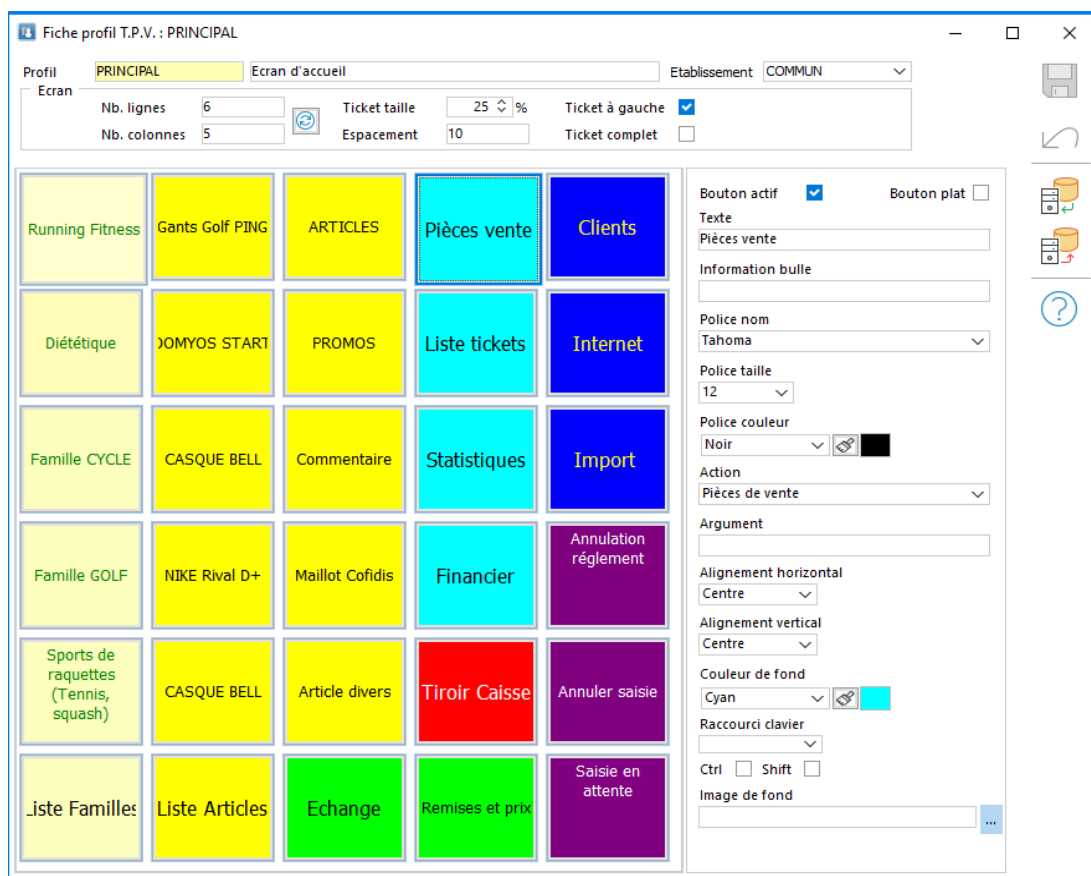 Fiche profil T.P.V. : PRINCIPAL
Profil PRINCIPAL Ecran d'accueil Etablissement COMMUN
Ecran
Nb. lignes 6 Ticket taille 25 % Ticket à gauche
Nb. colonnes 5 Espacement 10 Ticket complet
Running Fitness Gants Golf PING ARTICLES Pièces vente Clients
Diététique DOMYOS START PROMOS Liste tickets Internet
Famille CYCLE CASQUE BELL Commentaire Statistiques Import
Famille GOLF NIKE Rival D+ Maillot Cofidis Financier Annulation
réglement
Sports de
raquettes
(Tennis,
squash)
CASQUE BELL Article divers Tiroir Caisse Annuler saisie
Liste Familles Liste Articles Echange Remises et prix Saisie en
attente
Bouton actif Bouton plat
Texte
Pièces vente
Information bulle
Police nom
Tahoma
Police taille
12
Police couleur
Noir
Action
Pièces de vente
Argument
Alignement horizontal
Centre
Alignement vertical
Centre
Couleur de fond
Cyan
Raccourci clavier
Ctrl Shift
Image de fond
...